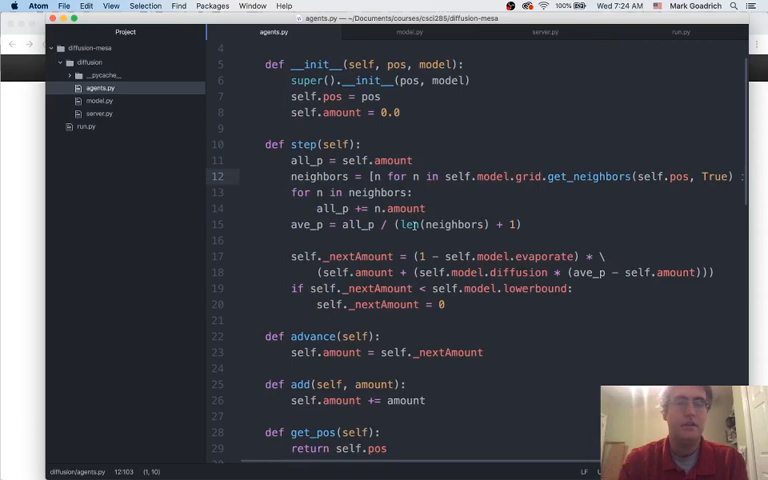 Atom File Edit View Selection Find Packages Window Help 100% Wed 7:24 AM Mark Goadrich
agents.py — ~/Documents/courses/csci285/diffusion-mesa
Project agents.py model.py server.py run.py
diffusion-mesa
diffusion
__pycache__
agents.py
model.py
server.py
run.py
4
5 def __init__(self, pos, model):
6 super().__init__(pos, model)
7 self.pos = pos
8 self.amount = 0.0
9
10 def step(self):
11 all_p = self.amount
12 neighbors = [n for n in self.model.grid.get_neighbors(self.pos, True)
13 for n in neighbors:
14 all_p += n.amount
15 ave_p = all_p / (len(neighbors) + 1)
16
17 self._nextAmount = (1 - self.model.evaporate) * \
18 (self.amount + (self.model.diffusion * (ave_p - self.amount)))
19 if self._nextAmount < self.model.lowerbound:
20 self._nextAmount = 0
21
22 def advance(self):
23 self.amount = self._nextAmount
24
25 def add(self, amount):
26 self.amount += amount
27
28 def get_pos(self):
29 return self.pos
diffusion/agents.py 12:103 (1, 10) LF